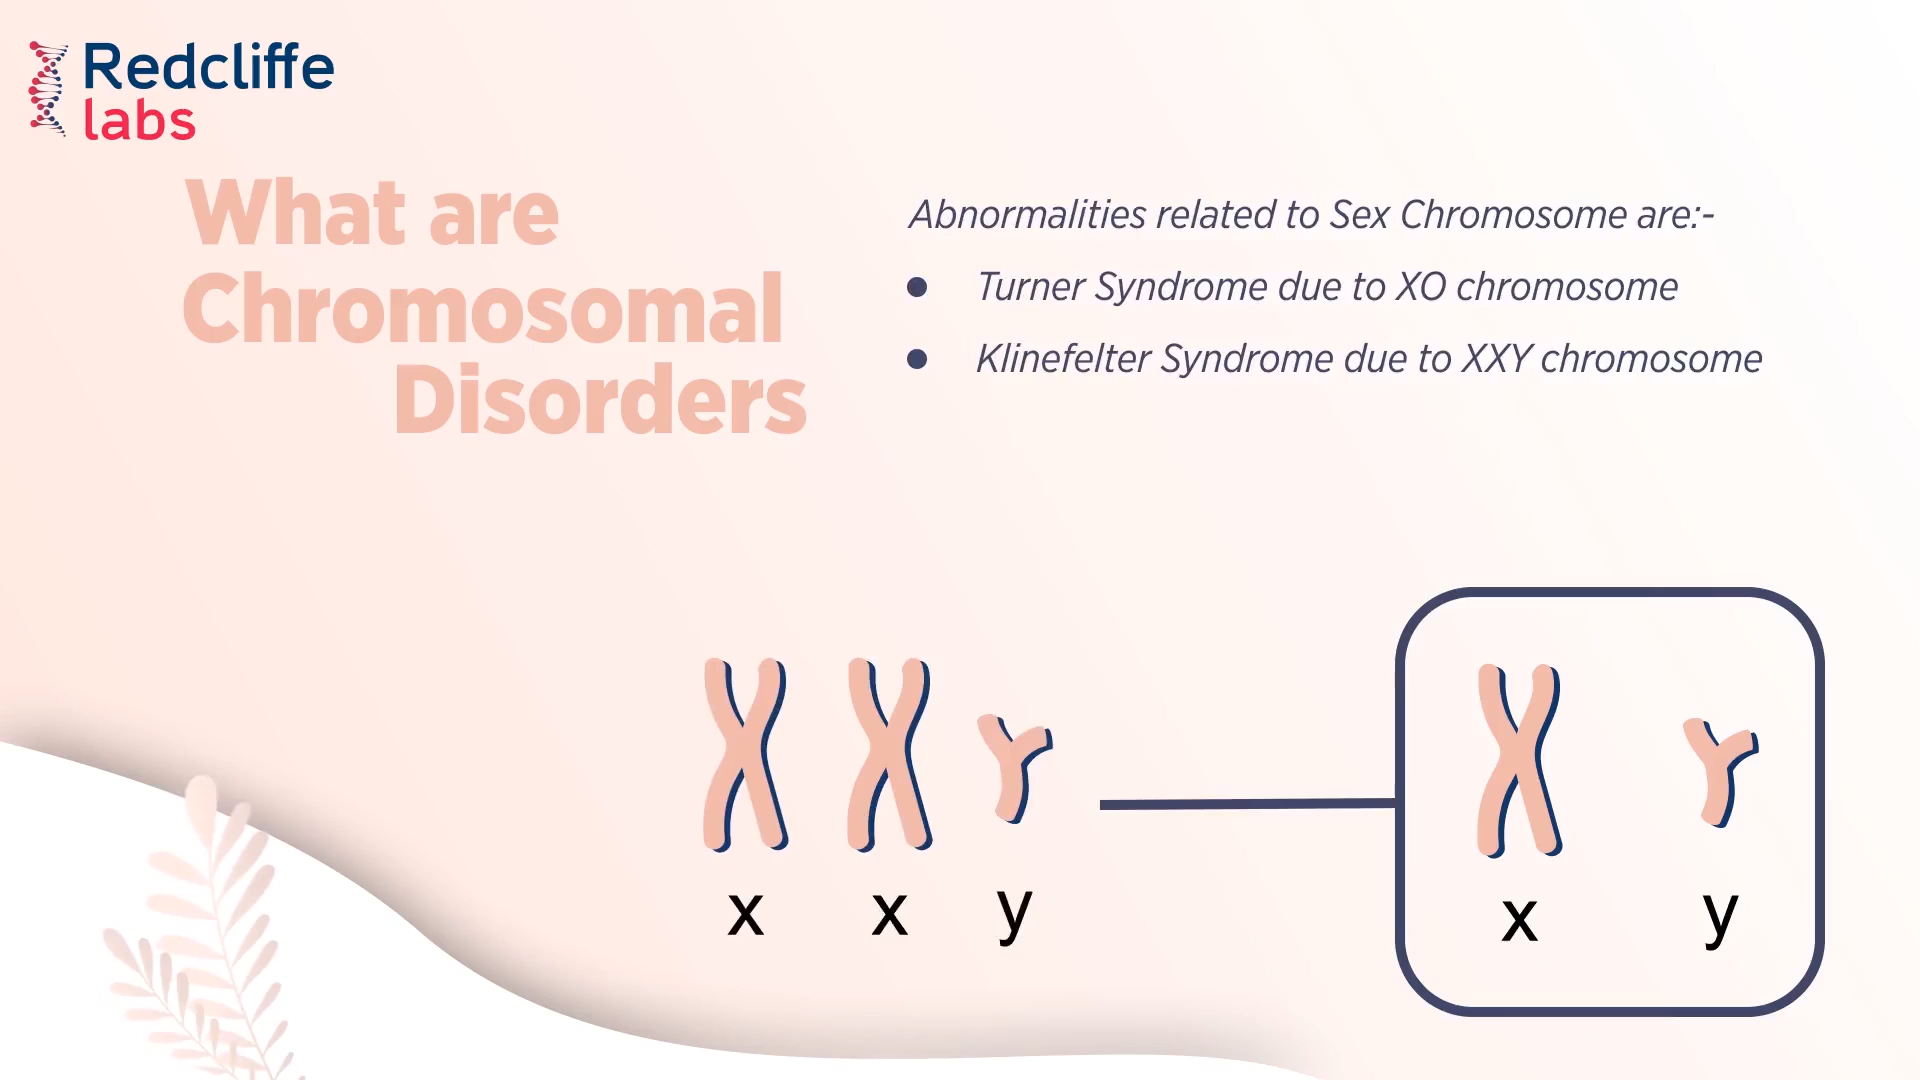 Redcliffe
labs
What are
Chromosomal
Disorders
Abnormalities related to Sex Chromosome are:-
● Turner Syndrome due to XO chromosome
● Klinefelter Syndrome due to XXY chromosome
x x y
x y